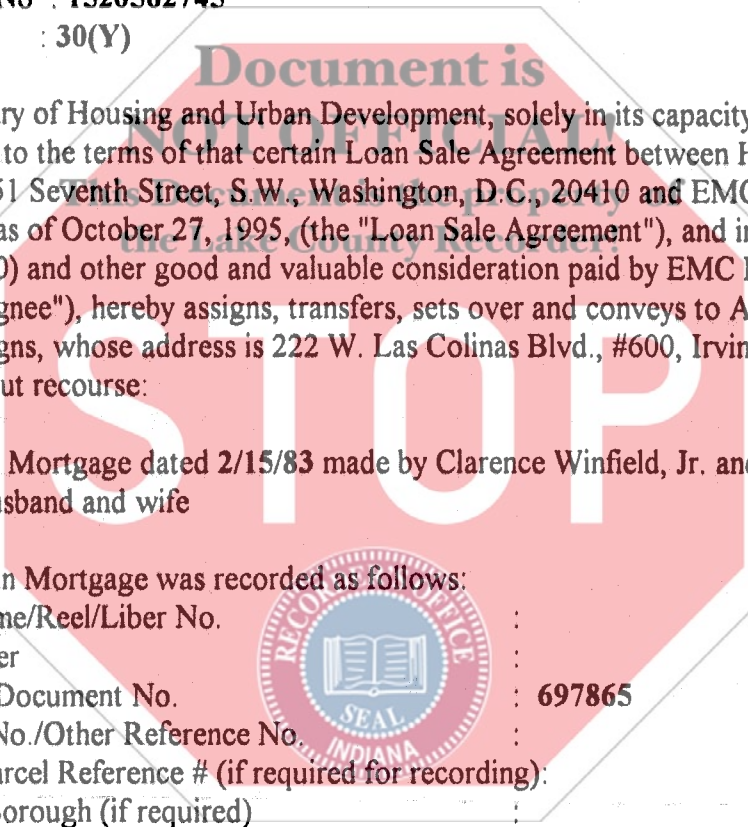 No : 1320382743
: 30(Y)
Document is
ry of Housing and Urban Development, solely in its capacity
NOT OFFICIAL!
to the terms of that certain Loan Sale Agreement between H
51 Seventh Street, S.W., Washington, D.C., 20410 and EMC
This Document is the property
as of October 27, 1995, (the "Loan Sale Agreement"), and in
the Lake County Recorder!
0) and other good and valuable consideration paid by EMC
gnee"), hereby assigns, transfers, sets over and conveys to A
gns, whose address is 222 W. Las Colinas Blvd., #600, Irvin
ut recourse:
STOP
Mortgage dated 2/15/83 made by Clarence Winfield, Jr. and
usband and wife
n Mortgage was recorded as follows:
me/Reel/Liber No. :
er :
Document No. : 697865
No./Other Reference No. :
arcel Reference # (if required for recording):
Borough (if required) :
RECORDER'S OFFICE
SEAL
INDIANA